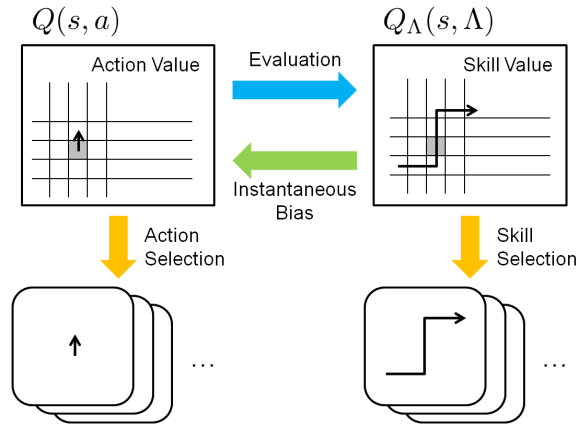 Q(s, a)
Q_Λ(s, Λ)
Action Value
Evaluation
Skill Value
Instantaneous
Bias
Action
Selection
Skill
Selection
...
...